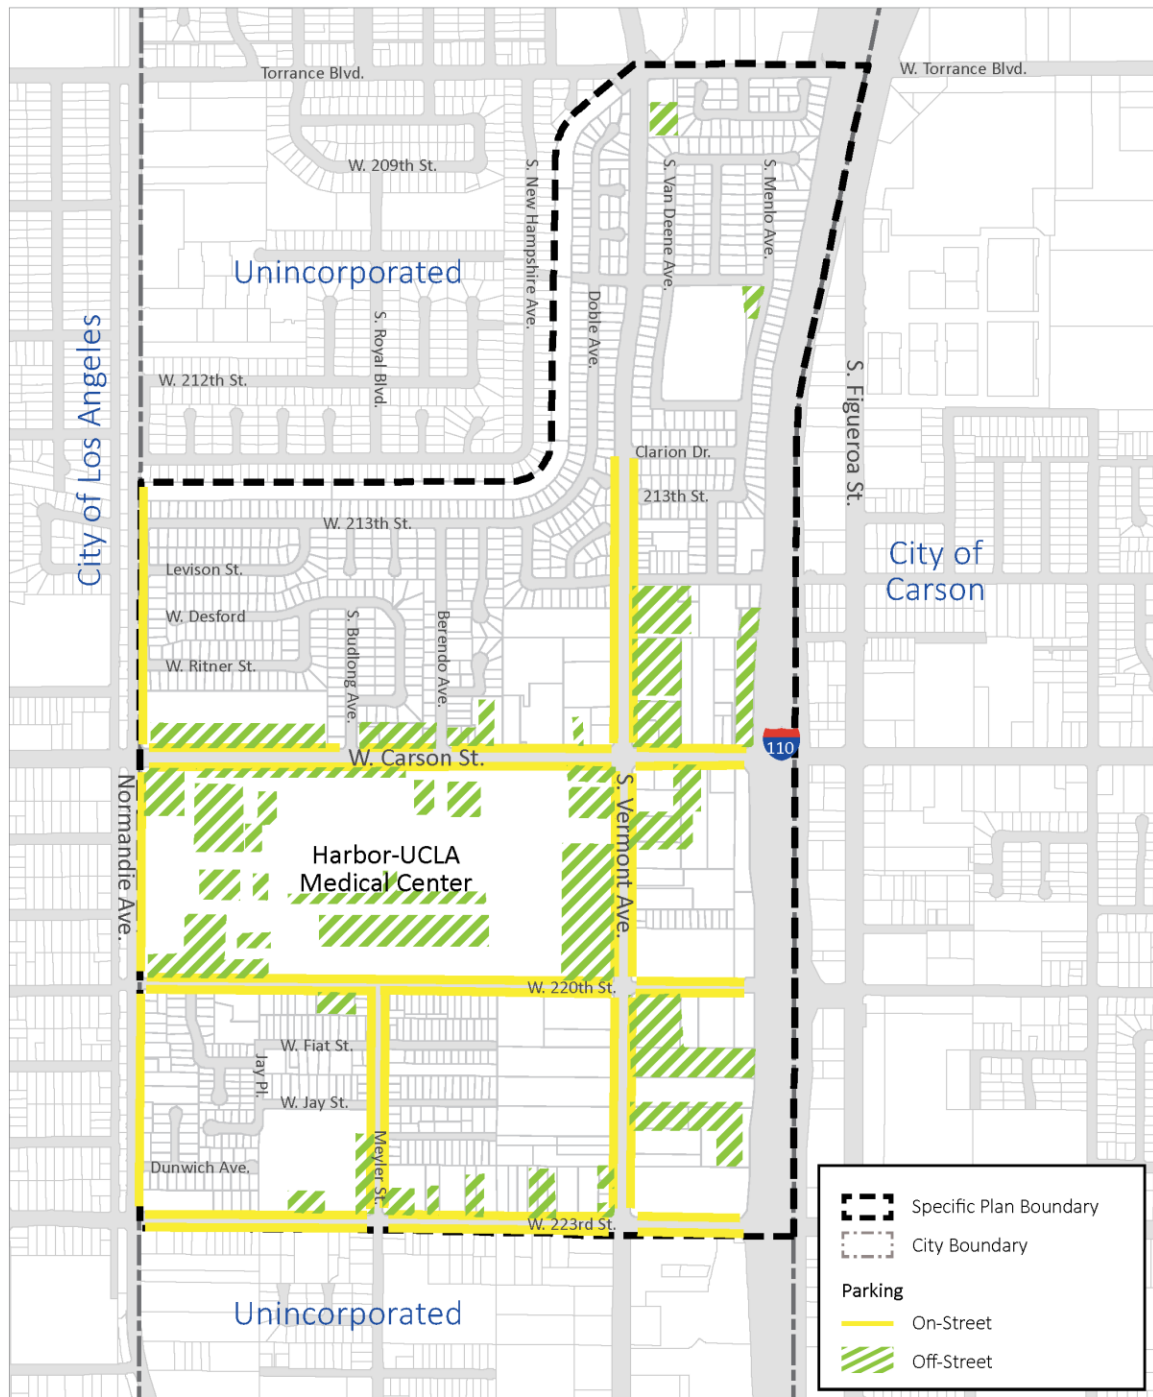 Torrance Blvd.
W. Torrance Blvd.
W. 209th St.
S. New Hampshire Ave.
S. Van Deene Ave.
S. Menlo Ave.
Unincorporated
Doble Ave.
S. Royal Blvd.
City of Los Angeles
W. 212th St.
S. Figueroa St.
Clarion Dr.
213th St.
W. 213th St.
City of
Carson
Levison St.
W. Desford
S. Budlong Ave.
Berendo Ave.
W. Ritner St.
W. Carson St.
110
Normandie Ave.
S. Vermont Ave.
Harbor-UCLA
Medical Center
W. 220th St.
W. Fiat St.
Jay Pl.
W. Jay St.
Meyler St.
Dunwich Ave.
W. 223rd St.
Unincorporated
Specific Plan Boundary
City Boundary
Parking
On-Street
Off-Street